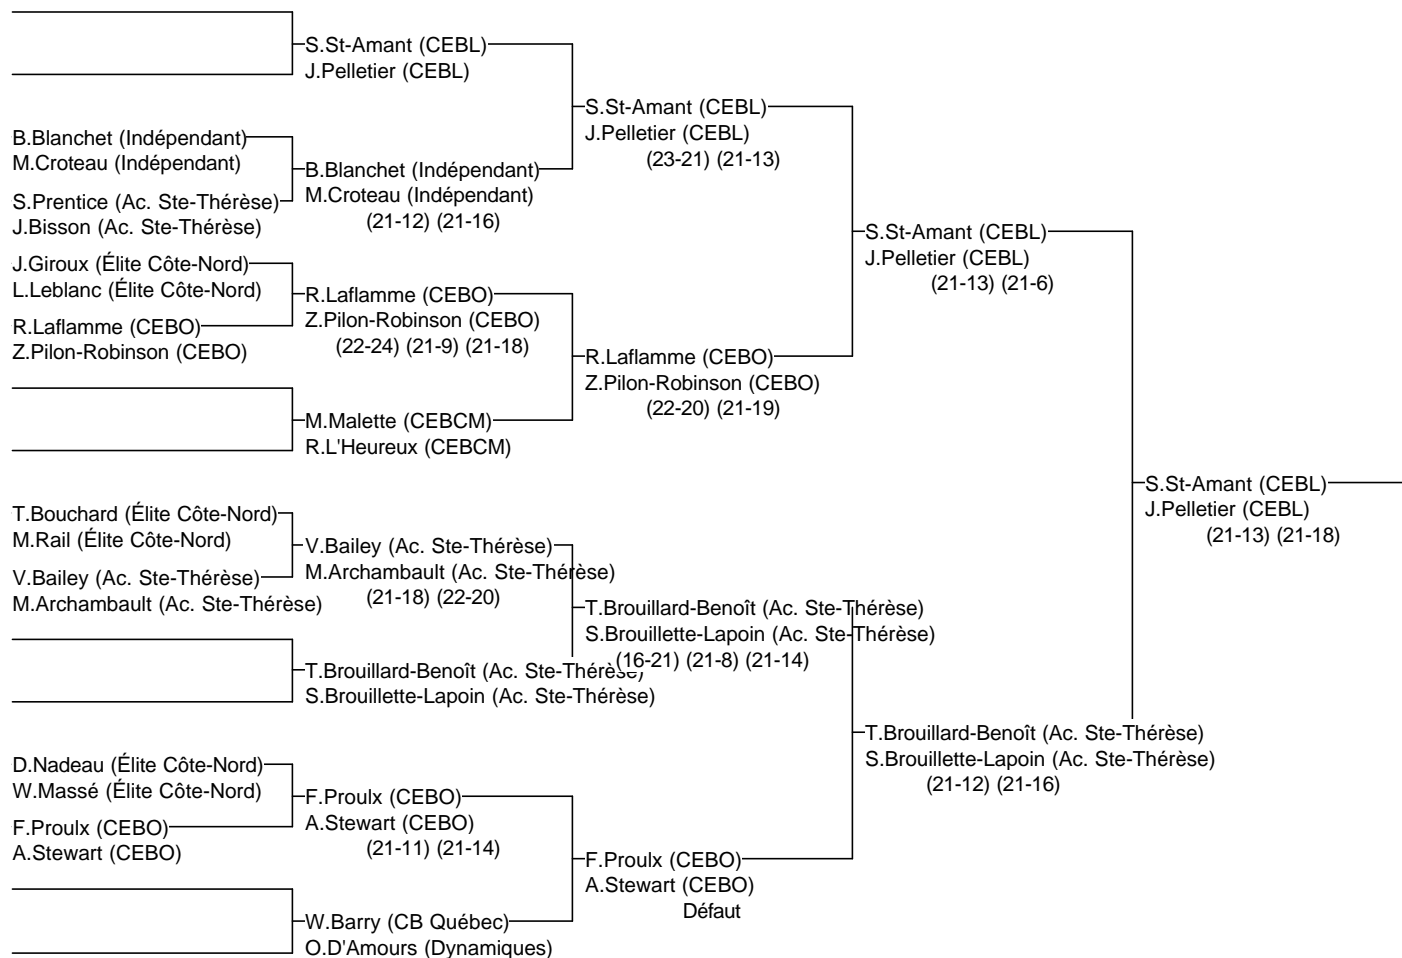 S.St-Amant (CEBL)
J.Pelletier (CEBL)
B.Blanchet (Indépendant)
M.Croteau (Indépendant)
S.Prentice (Ac. Ste-Thérèse)
J.Bisson (Ac. Ste-Thérèse)
B.Blanchet (Indépendant)
M.Croteau (Indépendant)
(21-12) (21-16)
S.St-Amant (CEBL)
J.Pelletier (CEBL)
(23-21) (21-13)
J.Giroux (Élite Côte-Nord)
L.Leblanc (Élite Côte-Nord)
R.Laflamme (CEBO)
Z.Pilon-Robinson (CEBO)
R.Laflamme (CEBO)
Z.Pilon-Robinson (CEBO)
(22-24) (21-9) (21-18)
M.Malette (CEBCM)
R.L'Heureux (CEBCM)
R.Laflamme (CEBO)
Z.Pilon-Robinson (CEBO)
(22-20) (21-19)
S.St-Amant (CEBL)
J.Pelletier (CEBL)
(21-13) (21-6)
T.Bouchard (Élite Côte-Nord)
M.Rail (Élite Côte-Nord)
V.Bailey (Ac. Ste-Thérèse)
M.Archambault (Ac. Ste-Thérèse)
V.Bailey (Ac. Ste-Thérèse)
M.Archambault (Ac. Ste-Thérèse)
(21-18) (22-20)
T.Brouillard-Benoît (Ac. Ste-Thérèse)
S.Brouillette-Lapoin (Ac. Ste-Thérèse)
T.Brouillard-Benoît (Ac. Ste-Thérèse)
S.Brouillette-Lapoin (Ac. Ste-Thérèse)
(16-21) (21-8) (21-14)
D.Nadeau (Élite Côte-Nord)
W.Massé (Élite Côte-Nord)
F.Proulx (CEBO)
A.Stewart (CEBO)
F.Proulx (CEBO)
A.Stewart (CEBO)
(21-11) (21-14)
W.Barry (CB Québec)
O.D'Amours (Dynamiques)
F.Proulx (CEBO)
A.Stewart (CEBO)
Défaut
T.Brouillard-Benoît (Ac. Ste-Thérèse)
S.Brouillette-Lapoin (Ac. Ste-Thérèse)
(21-12) (21-16)
S.St-Amant (CEBL)
J.Pelletier (CEBL)
(21-13) (21-18)